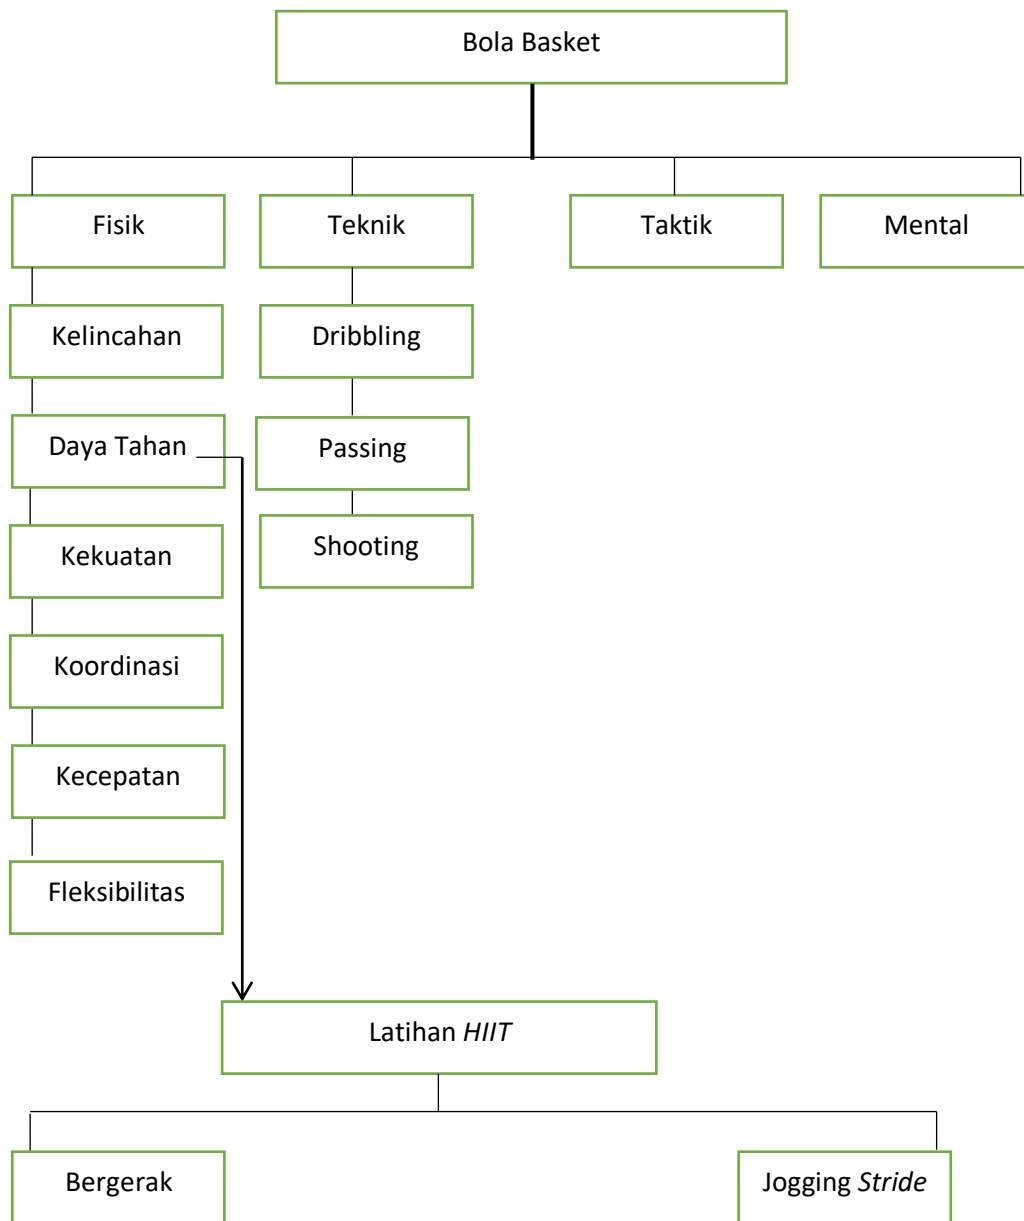 Bola Basket
Fisik
Teknik
Taktik
Mental
Kelincahan
Dribbling
Daya Tahan
Passing
Kekuatan
Shooting
Koordinasi
Kecepatan
Fleksibilitas
Latihan HIIT
Bergerak
Jogging Stride